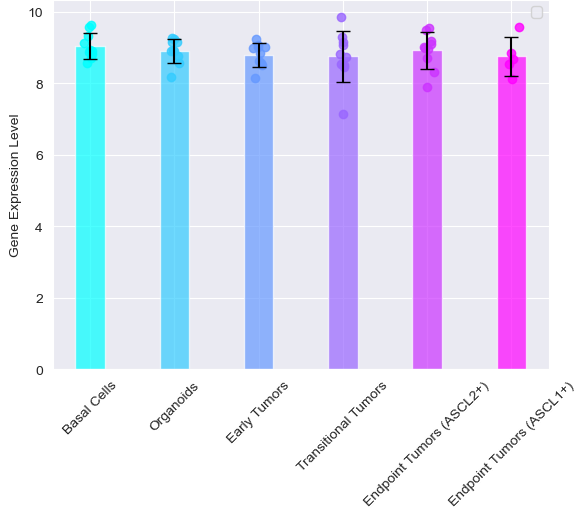 10
8
6
4
2
0
Gene Expression Level
Basal Cells
Organoids
Early Tumors
Transitional Tumors
Endpoint Tumors (ASCL2+)
Endpoint Tumors (ASCL1+)